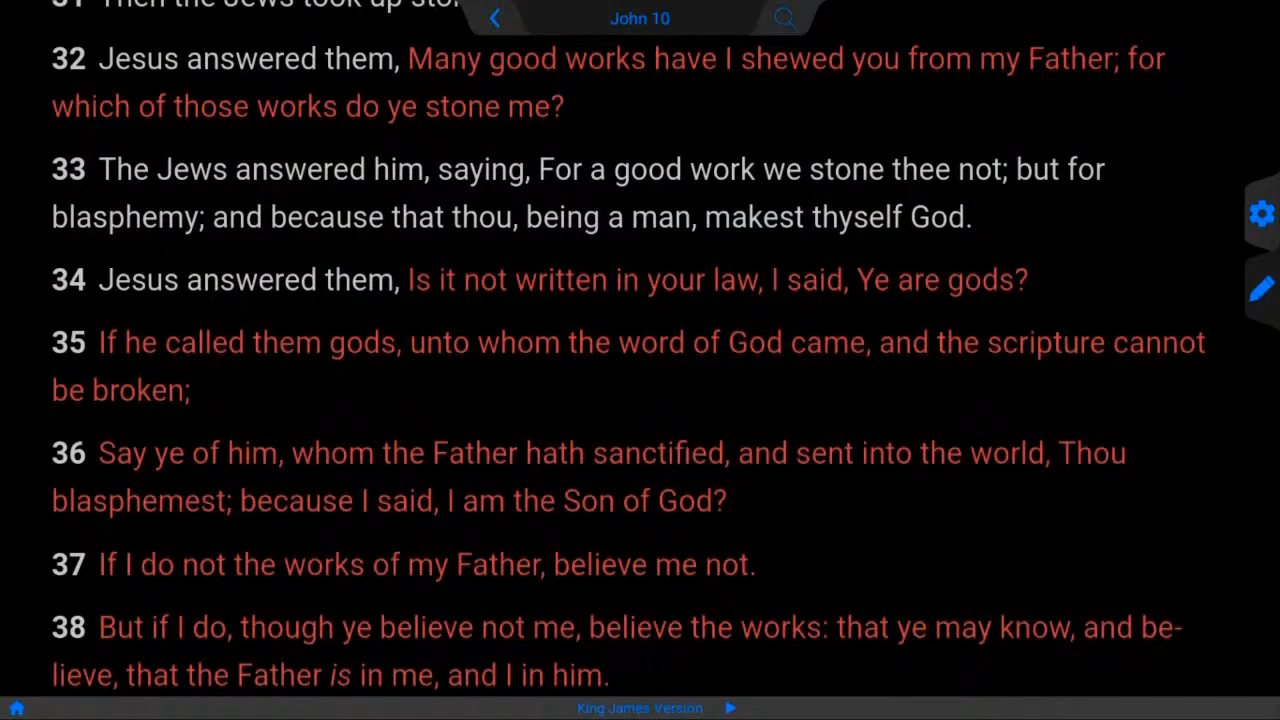 31 Then the Jews took up
John 10
32 Jesus answered them, Many good works have I shewed you from my Father; for
which of those works do ye stone me?
33 The Jews answered him, saying, For a good work we stone thee not; but for
blasphemy; and because that thou, being a man, makest thyself God.
34 Jesus answered them, Is it not written in your law, I said, Ye are gods?
35 If he called them gods, unto whom the word of God came, and the scripture cannot
be broken;
36 Say ye of him, whom the Father hath sanctified, and sent into the world, Thou
blasphemest; because I said, I am the Son of God?
37 If I do not the works of my Father, believe me not.
38 But if I do, though ye believe not me, believe the works: that ye may know, and be-
lieve, that the Father is in me, and I in him.
King James Version